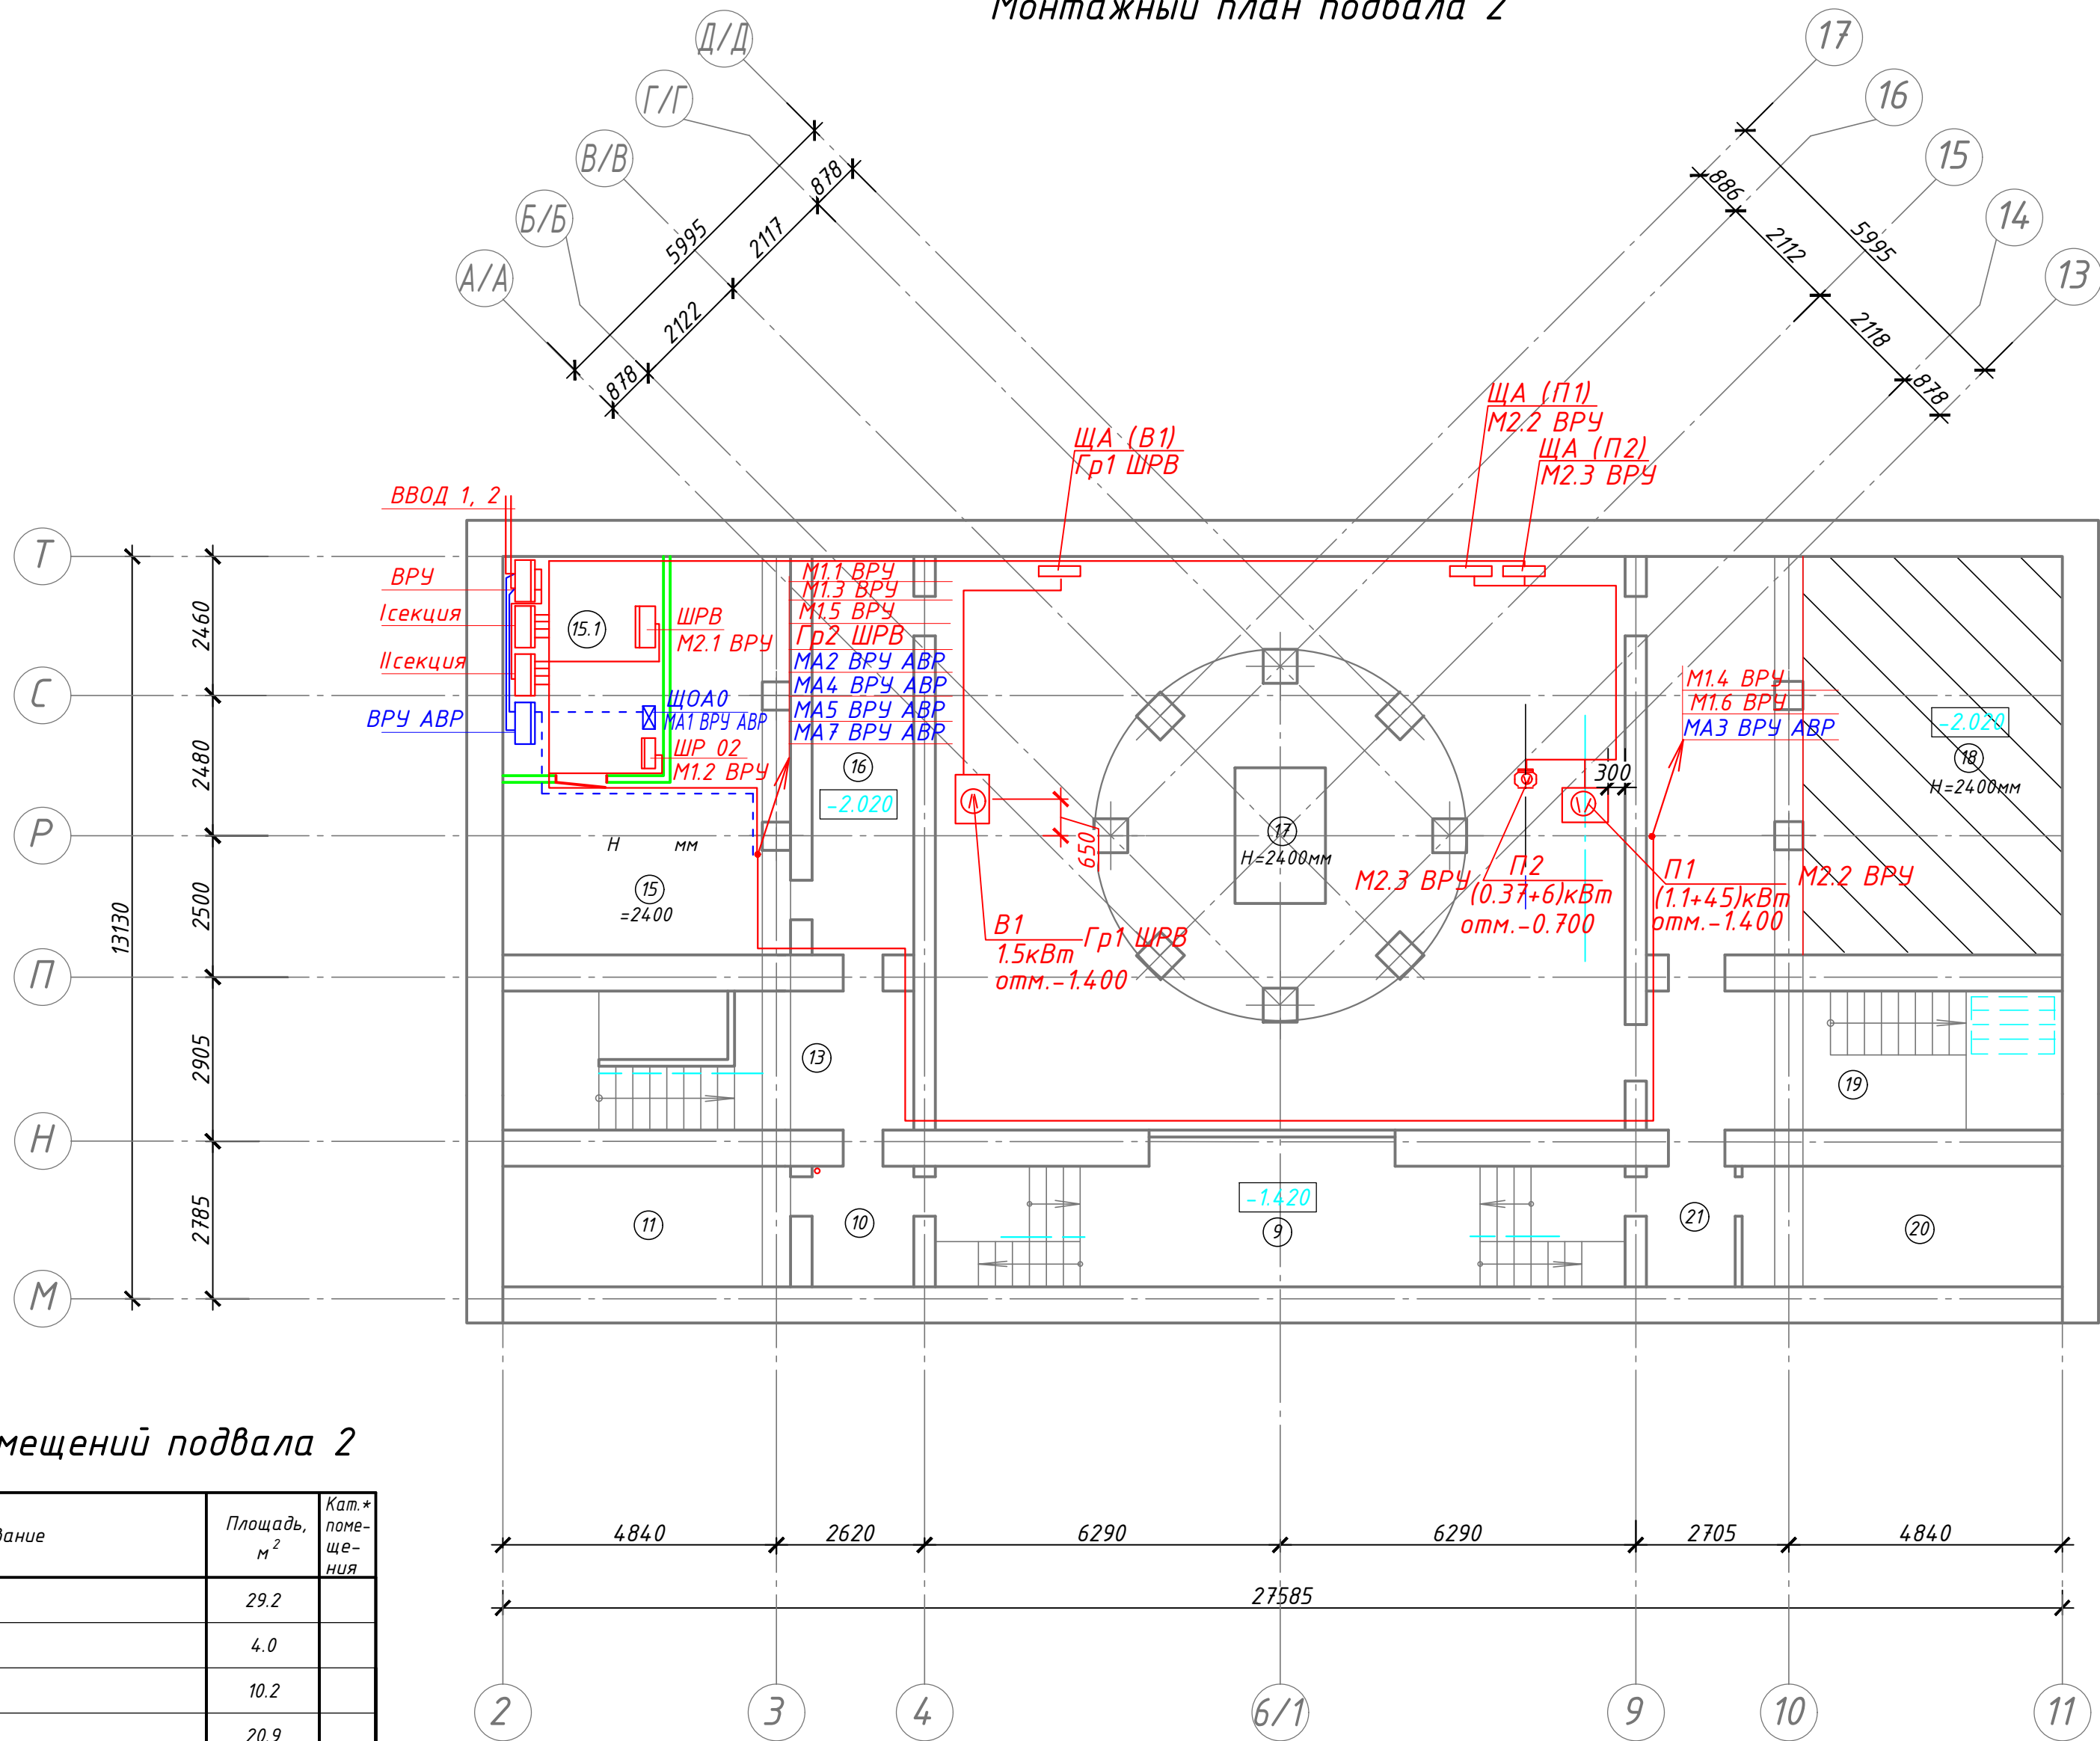 Монтажный план подвала 2
Д/Д
Г/Г
В/В
Б/Б
А/А
17
16
15
14
13
5995
878
2117
2122
878
886
2112
5995
2118
878
ЩА (В1)
Гр1 ШРВ
ЩА (П1)
М2.2 ВРУ
ЩА (П2)
М2.3 ВРУ
ВВОД 1, 2
ВРУ
Iсекция
IIсекция
ВРУ АВР
15.1
ШРВ
М2.1 ВРУ
ЩОА0
МА1 ВРУ АВР
ШР 02
М1.2 ВРУ
М1.1 ВРУ
М1.3 ВРУ
М1.5 ВРУ
Гр2 ШРВ
МА2 ВРУ АВР
МА4 ВРУ АВР
МА5 ВРУ АВР
МА7 ВРУ АВР
16
-2.020
М1.4 ВРУ
М1.6 ВРУ
МА3 ВРУ АВР
-2.020
18
Н=2400мм
300
650
17
Н=2400мм
Н мм
15
=2400
В1
Гр1 ШРВ
1.5кВт
отм.-1.400
М2.3 ВРУ
П2
(0.37+6)кВт
отм.-0.700
П1
М2.2 ВРУ
(1.1+45)кВт
отм.-1.400
13
19
11
10
-1.420
9
21
20
Т
С
Р
П
Н
М
13130
2460
2480
2500
2905
2785
4840
2620
6290
6290
2705
4840
27585
2
3
4
6/1
9
10
11
мещений подвала 2
вание
Площадь,
м2
Кат.*
поме-
ще-
ния
29.2
4.0
10.2
20.9